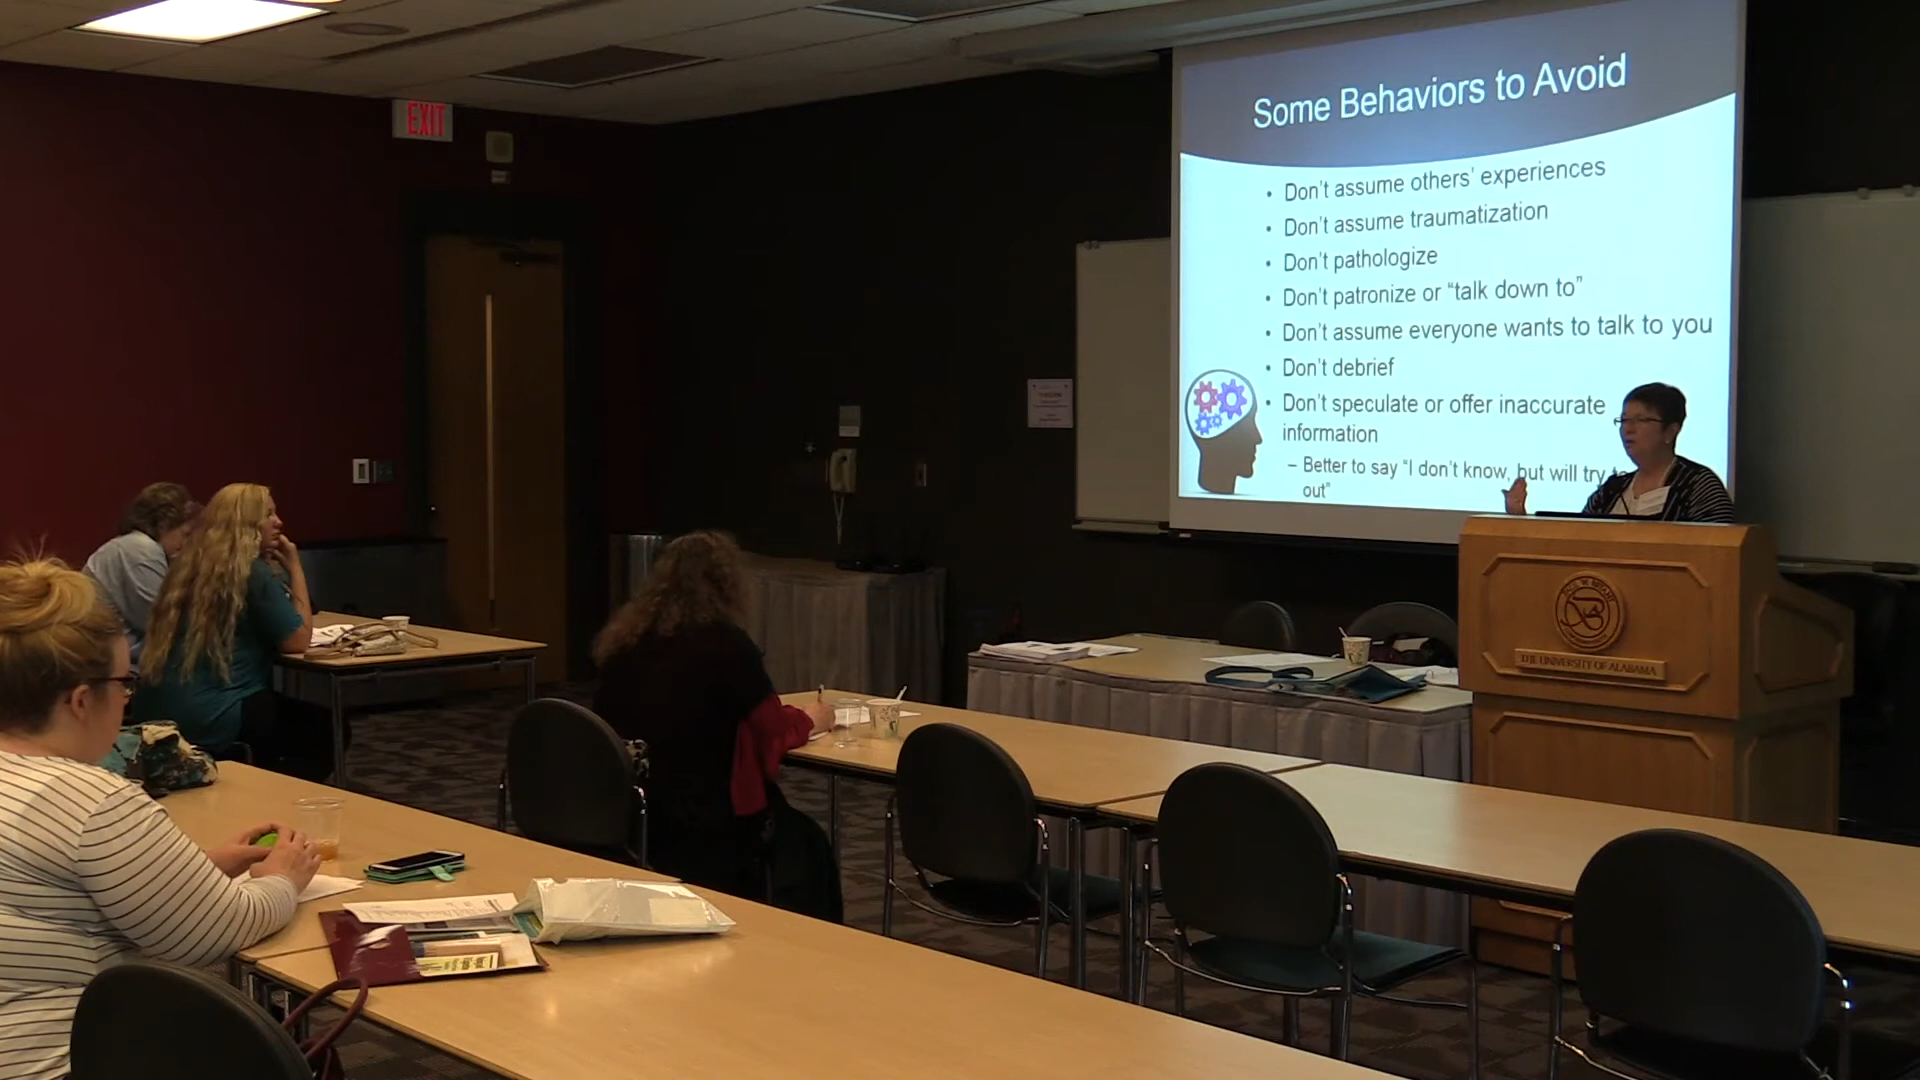 EXIT
Some Behaviors to Avoid
• Don't assume others' experiences
• Don't assume traumatization
• Don't pathologize
• Don't patronize or “talk down to”
• Don't assume everyone wants to talk to you
• Don't debrief
• Don't speculate or offer inaccurate
information
– Better to say “I don't know, but will try to
out”
THE UNIVERSITY OF ALABAMA